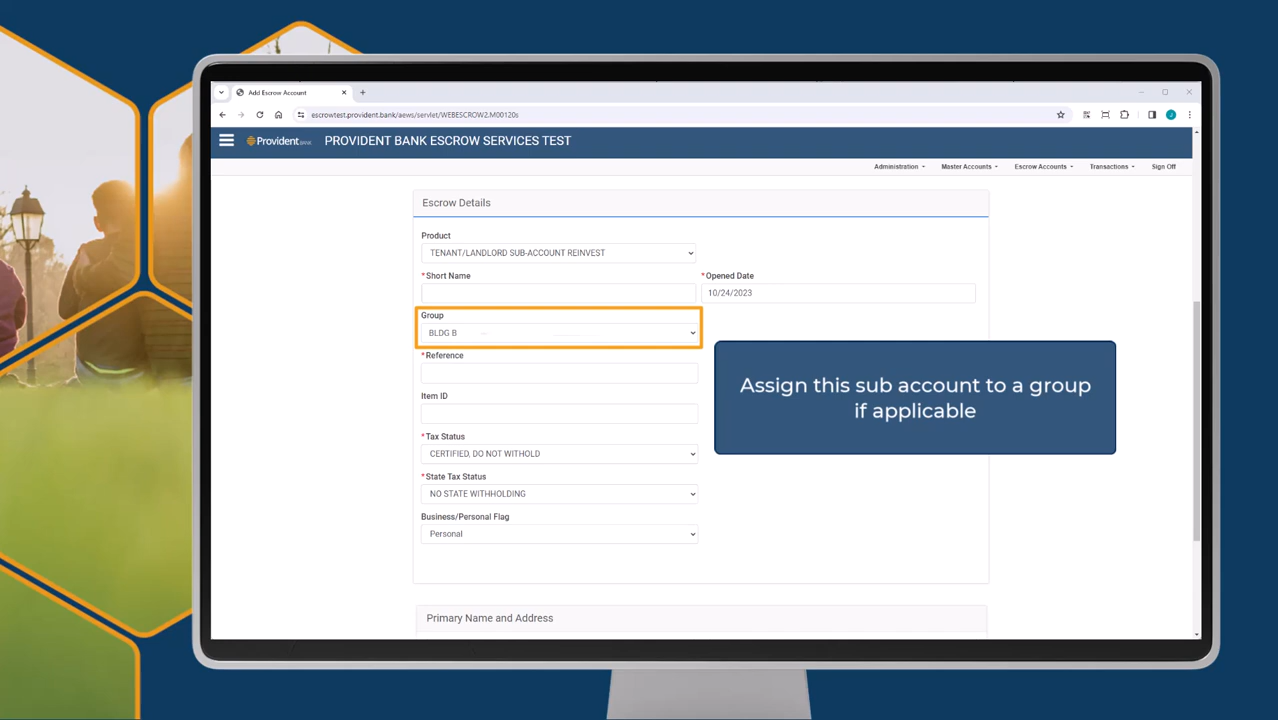 Add Escrow Account
escrowtest.provident.bank/aews/servlet/WEBESCROW2.M00120s
J
Provident BANK
PROVIDENT BANK ESCROW SERVICES TEST
Administration
Master Accounts
Escrow Accounts
Transactions
Sign Off
Escrow Details
Product
TENANT/LANDLORD SUB-ACCOUNT REINVEST
*Short Name
*Opened Date
10/24/2023
Group
BLDG B
*Reference
Assign this sub account to a group
if applicable
Item ID
*Tax Status
CERTIFIED, DO NOT WITHOLD
*State Tax Status
NO STATE WITHHOLDING
Business/Personal Flag
Personal
Primary Name and Address